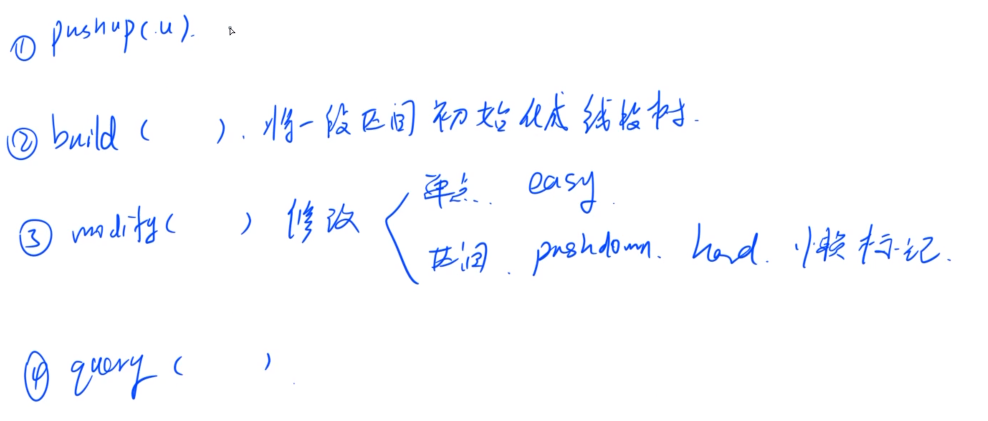 ① pushup(u).
② build ( ). 将一段区间初始化成线段树.
③ modify( ) 修改
单点. easy.
区间. pushdown. hard. 懒标记.
④ query ( ).